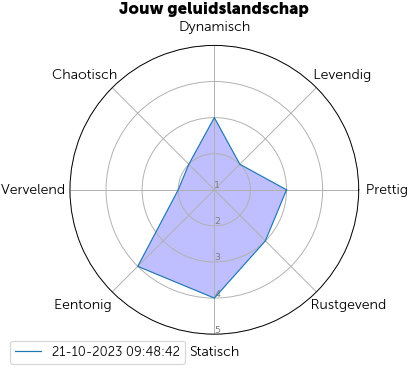 Jouw geluidslandschap
Dynamisch
Chaotisch
Levendig
Vervelend
1
Prettig
2
3
4
Eentonig
Rustgevend
5
21-10-2023 09:48:42
Statisch